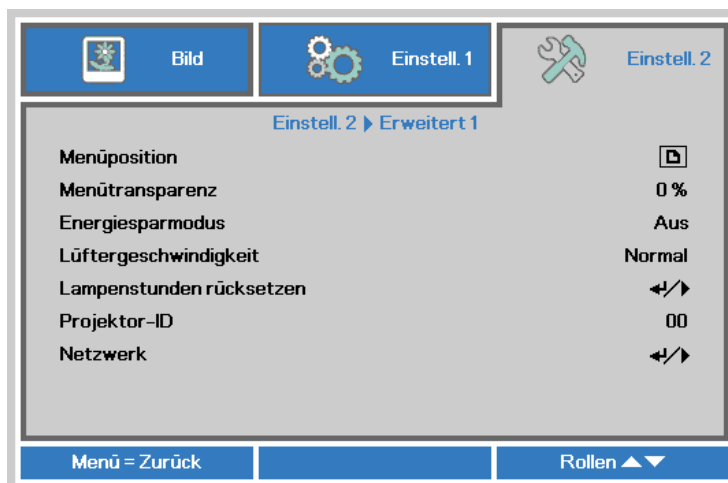 Bild
Einstell. 1
Einstell. 2
Einstell. 2 ▶ Erweitert 1
Menüposition
Menütransparenz 0 %
Energiesparmodus Aus
Lüftergeschwindigkeit Normal
Lampenstunden rücksetzen ↵/▶
Projektor-ID 00
Netzwerk ↵/▶
Menü = Zurück
Rollen ▲▼